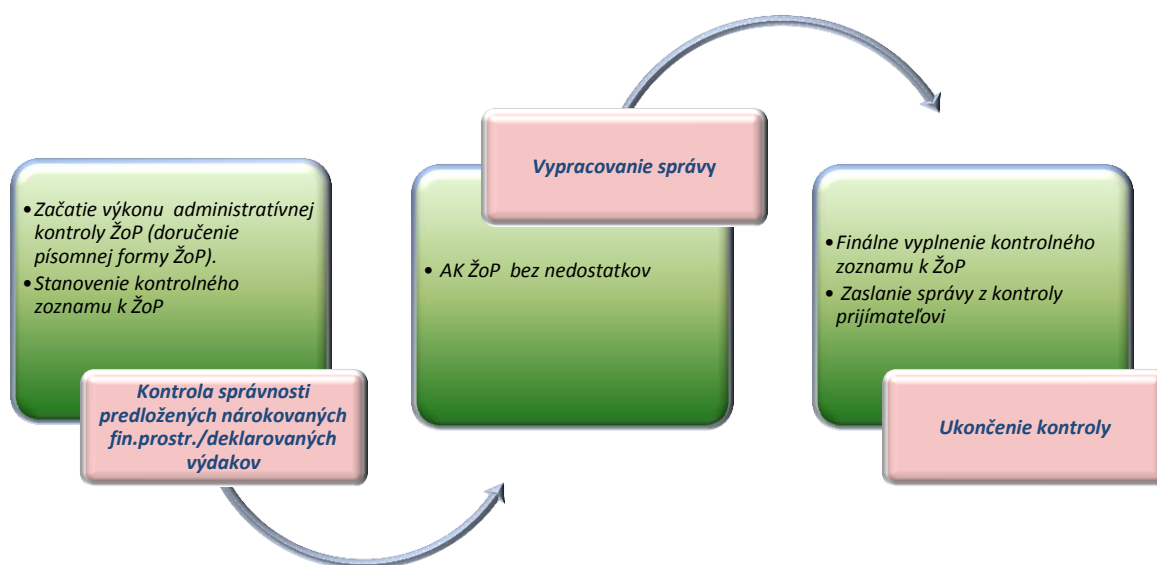 •Začatie výkonu administratívnej
kontroly ŽoP (doručenie
písomnej formy ŽoP).
•Stanovenie kontrolného
zoznamu k ŽoP
Kontrola správnosti
predložených nárokovaných
fin.prostr./deklarovaných
výdakov
Vypracovanie správy
• AK ŽoP bez nedostatkov
•Finálne vyplnenie kontrolného
zoznamu k ŽoP
• Zaslanie správy z kontroly
prijímateľovi
Ukončenie kontroly